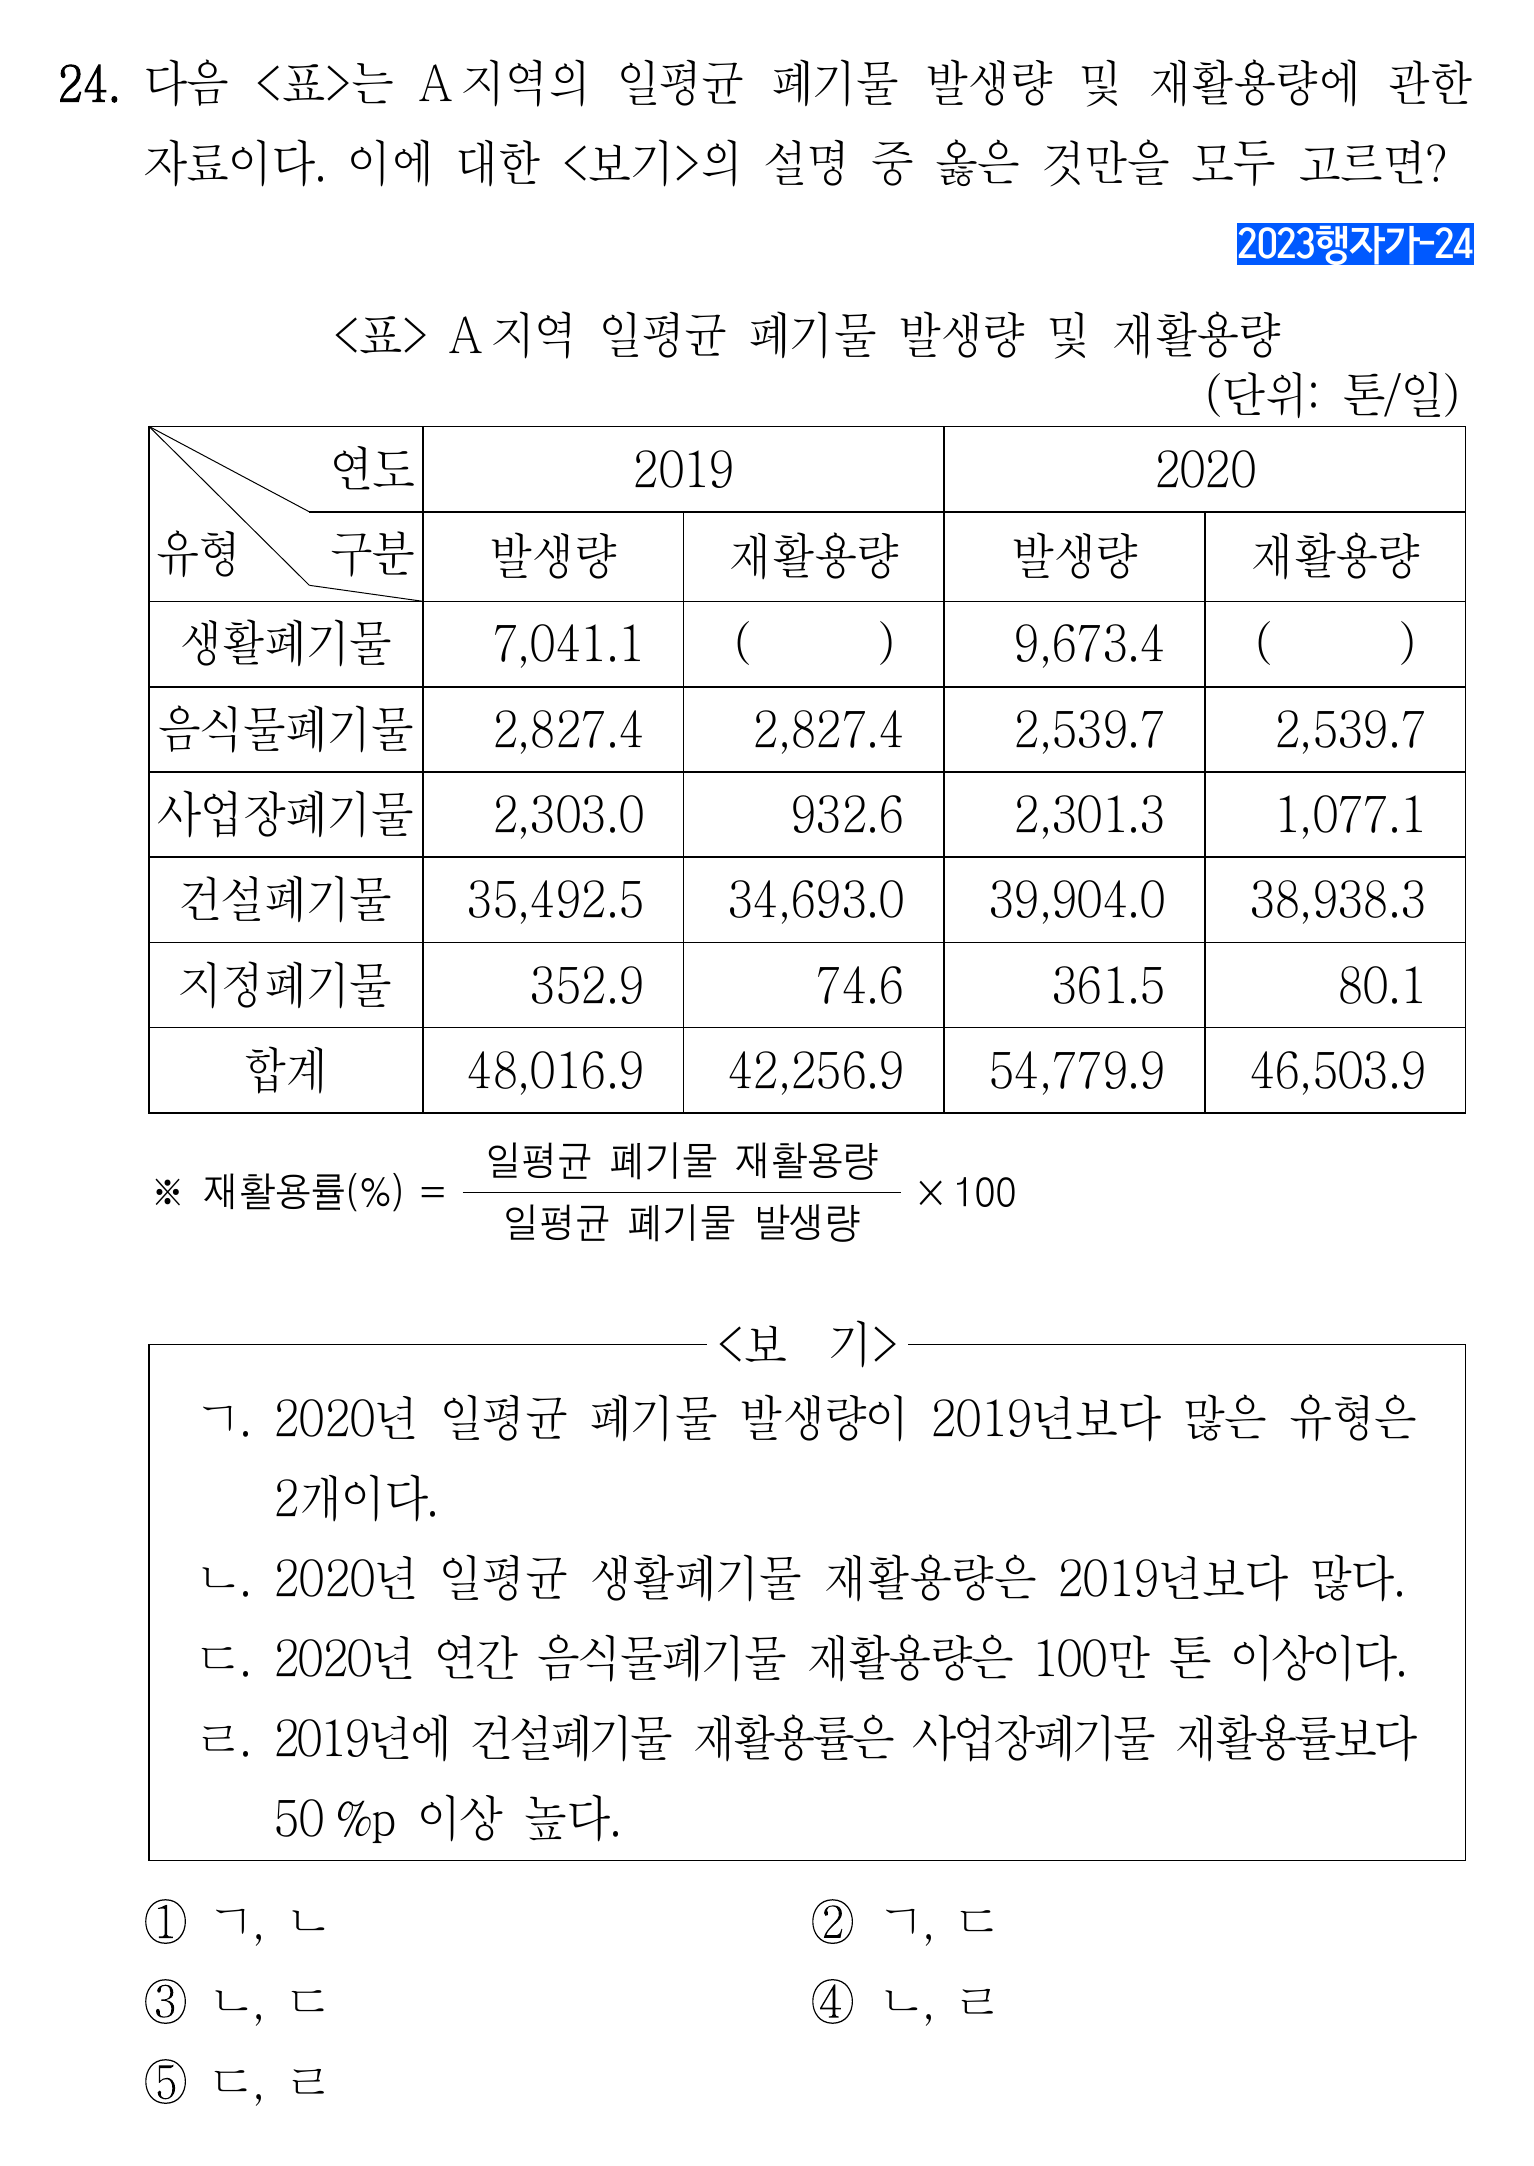 24. 다음 <표>는 A지역의 일평균 폐기물 발생량 및 재활용량에 관한
자료이다. 이에 대한 <보기>의 설명 중 옳은 것만을 모두 고르면?
2023행자가-24
<표> A지역 일평균 폐기물 발생량 및 재활용량
(단위: 톤/일)
연도 2019 2020
유형 구분 발생량 재활용량 발생량 재활용량
생활폐기물 7,041.1 ( ) 9,673.4 ( )
음식물폐기물 2,827.4 2,827.4 2,539.7 2,539.7
사업장폐기물 2,303.0 932.6 2,301.3 1,077.1
건설폐기물 35,492.5 34,693.0 39,904.0 38,938.3
지정폐기물 352.9 74.6 361.5 80.1
합계 48,016.9 42,256.9 54,779.9 46,503.9
※ 재활용률(%) = 일평균 폐기물 재활용량 / 일평균 폐기물 발생량 × 100
<보 기>
ㄱ. 2020년 일평균 폐기물 발생량이 2019년보다 많은 유형은
2개이다.
ㄴ. 2020년 일평균 생활폐기물 재활용량은 2019년보다 많다.
ㄷ. 2020년 연간 음식물폐기물 재활용량은 100만 톤 이상이다.
ㄹ. 2019년에 건설폐기물 재활용률은 사업장폐기물 재활용률보다
50 %p 이상 높다.
① ㄱ, ㄴ ② ㄱ, ㄷ
③ ㄴ, ㄷ ④ ㄴ, ㄹ
⑤ ㄷ, ㄹ